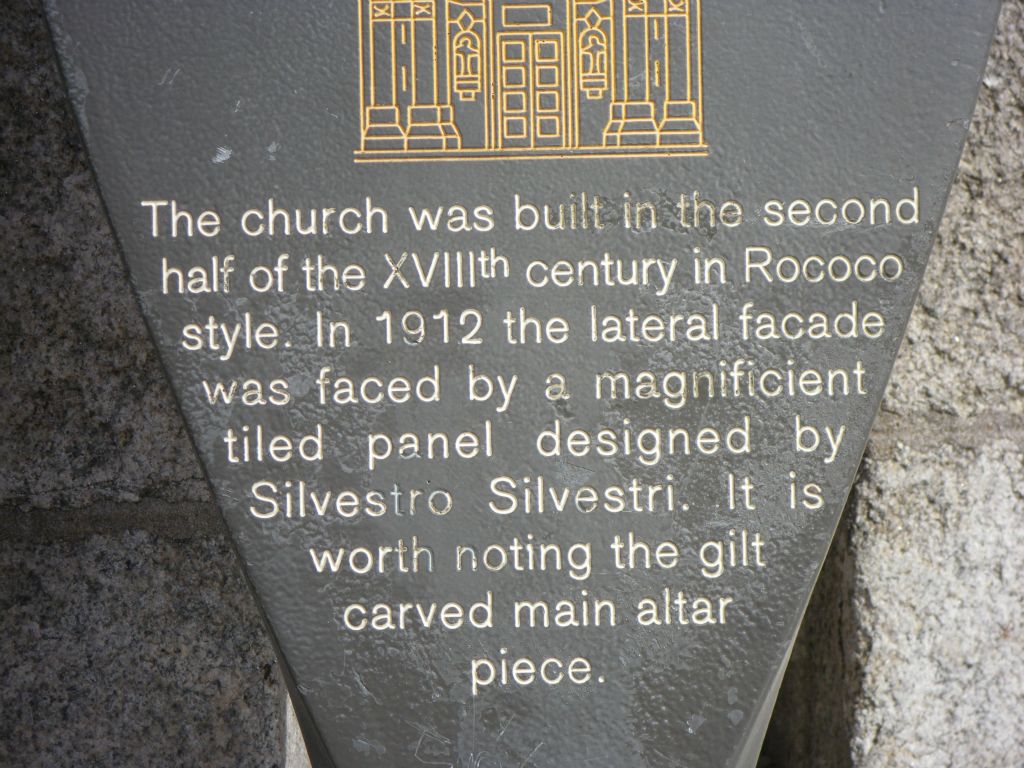 The church was built in the second
half of the XVIIIth century in Rococo
style. In 1912 the lateral facade
was faced by a magnificient
tiled panel designed by
Silvestro Silvestri. It is
worth noting the gilt
carved main altar
piece.